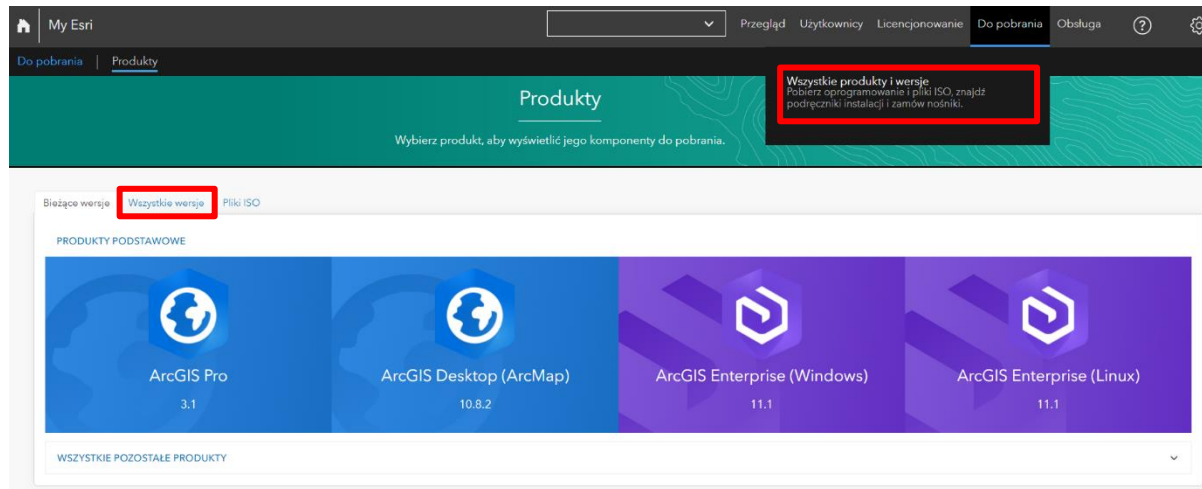 My Esri
Przegląd Użytkownicy Licencjonowanie Do pobrania Obsługa ?
Do pobrania | Produkty
Wszystkie produkty i wersje
Pobierz oprogramowanie i pliki ISO, znajdź
podręczniki instalacji i zamów nośniki.
Produkty
Wybierz produkt, aby wyświetlić jego komponenty do pobrania.
Bieżące wersje Wszystkie wersje Pliki ISO
PRODUKTY PODSTAWOWE
ArcGIS Pro
3.1
ArcGIS Desktop (ArcMap)
10.8.2
ArcGIS Enterprise (Windows)
11.1
ArcGIS Enterprise (Linux)
11.1
WSZYSTKIE POZOSTAŁE PRODUKTY